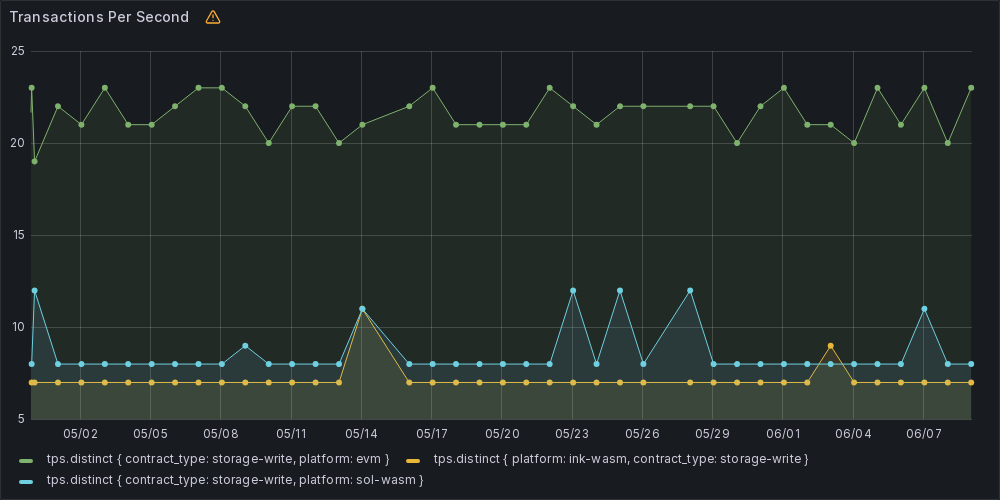 Transactions Per Second
25
20
15
10
5
05/02 05/05 05/08 05/11 05/14 05/17 05/20 05/23 05/26 05/29 06/01 06/04 06/07
tps.distinct { contract_type: storage-write, platform: evm } tps.distinct { platform: ink-wasm, contract_type: storage-write }
tps.distinct { contract_type: storage-write, platform: sol-wasm }